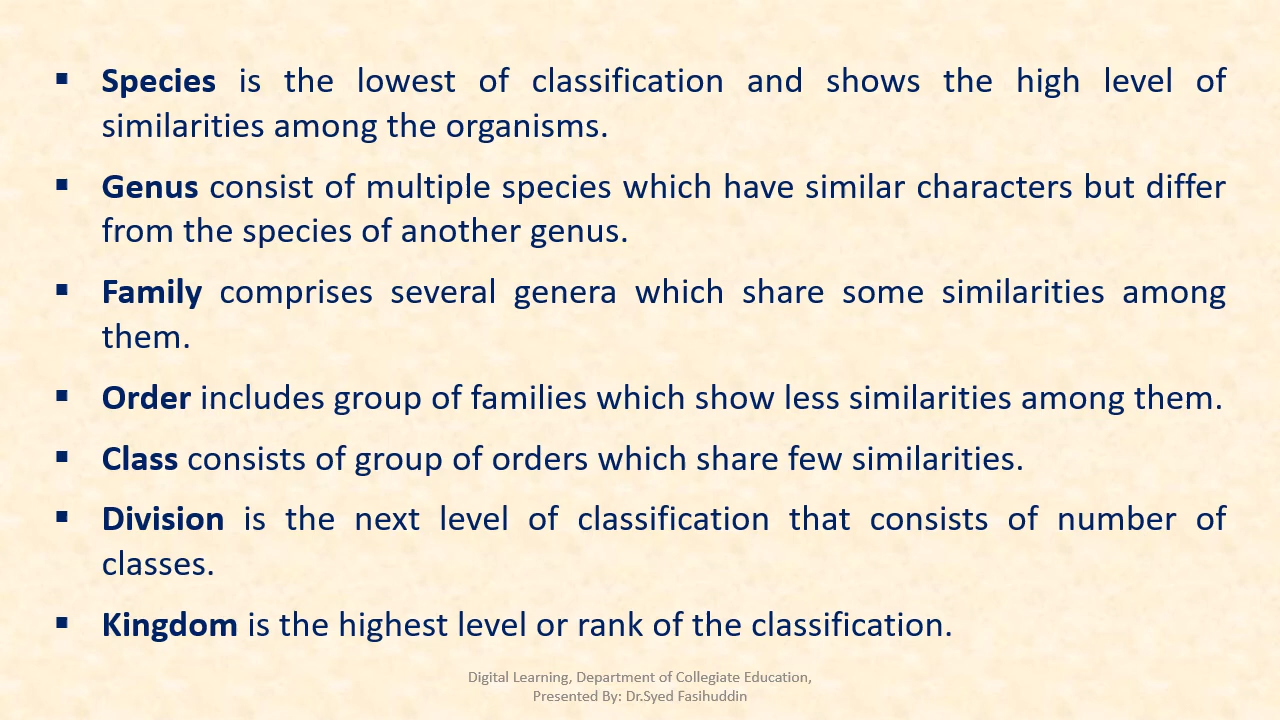 ▪ Species is the lowest of classification and shows the high level of
similarities among the organisms.
▪ Genus consist of multiple species which have similar characters but differ
from the species of another genus.
▪ Family comprises several genera which share some similarities among
them.
▪ Order includes group of families which show less similarities among them.
▪ Class consists of group of orders which share few similarities.
▪ Division is the next level of classification that consists of number of
classes.
▪ Kingdom is the highest level or rank of the classification.
Digital Learning, Department of Collegiate Education,
Presented By: Dr.Syed Fasihuddin